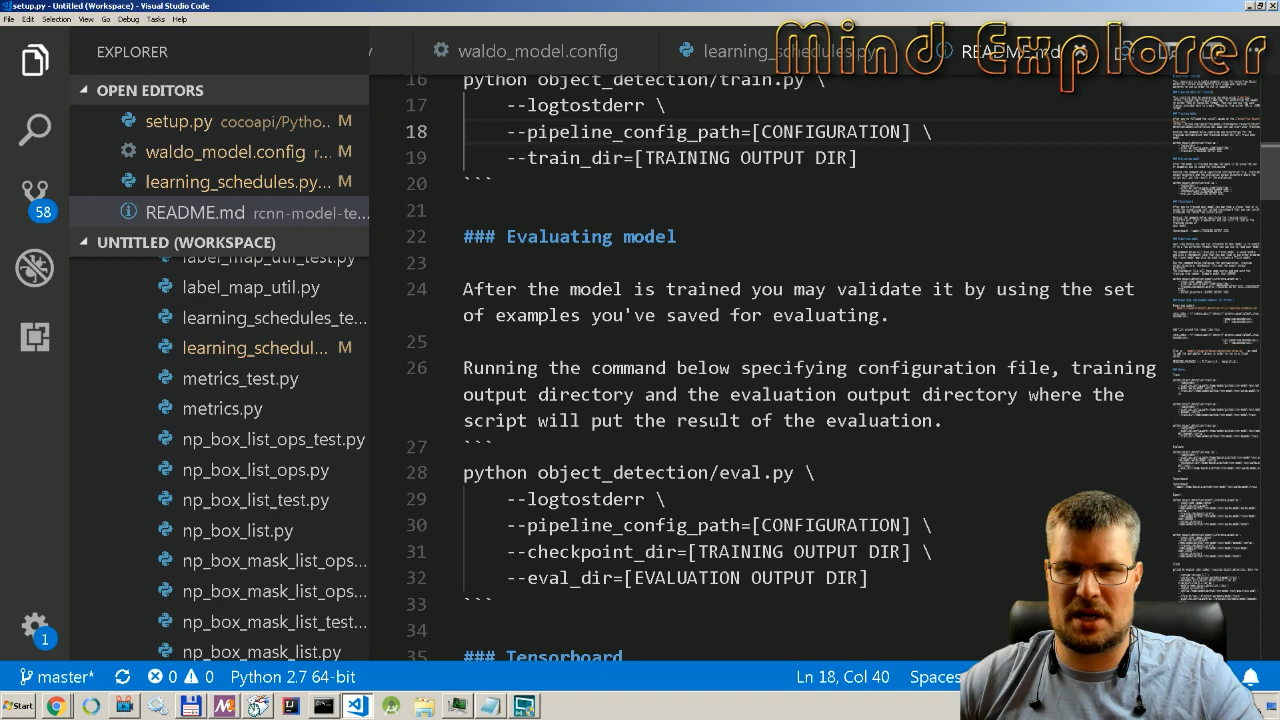 setup.py - Untitled (Workspace) - Visual Studio Code
File Edit Selection View Go Debug Tasks Help
EXPLORER
OPEN EDITORS
setup.py cocoapi/Pytho... M
waldo_model.config r... M
learning_schedules.py... M
README.md rcnn-model-te...
UNTITLED (WORKSPACE)
label_map_util_test.py
label_map_util.py
learning_schedules_te...
learning_schedul... M
metrics_test.py
metrics.py
np_box_list_ops_test.py
np_box_list_ops.py
np_box_list_test.py
np_box_list.py
np_box_mask_list_ops...
np_box_mask_list_ops...
np_box_mask_list_test...
np_box_mask_list.py
58
1
waldo_model.config
learning_schedules.py
README.md
Mind Explorer
16 python object_detection/train.py \
17 --logtostderr \
18 --pipeline_config_path=[CONFIGURATION] \
19 --train_dir=[TRAINING OUTPUT DIR]
20 ```
21
22 ### Evaluating model
23
24 After the model is trained you may validate it by using the set
of images you verified for evaluating.
25
26 Running the command below specifying configuration file, training
output directory and the evaluation output directory where the
script will put the result of the evaluation.
27 ```
28 python object_detection/eval.py \
29 --logtostderr \
30 --pipeline_config_path=[CONFIGURATION] \
31 --checkpoint_dir=[TRAINING OUTPUT DIR] \
32 --eval_dir=[EVALUATION OUTPUT DIR]
33 ```
34
35 ### Tensorboard
master* 0 0 Python 2.7 64-bit
Ln 18, Col 40
Start